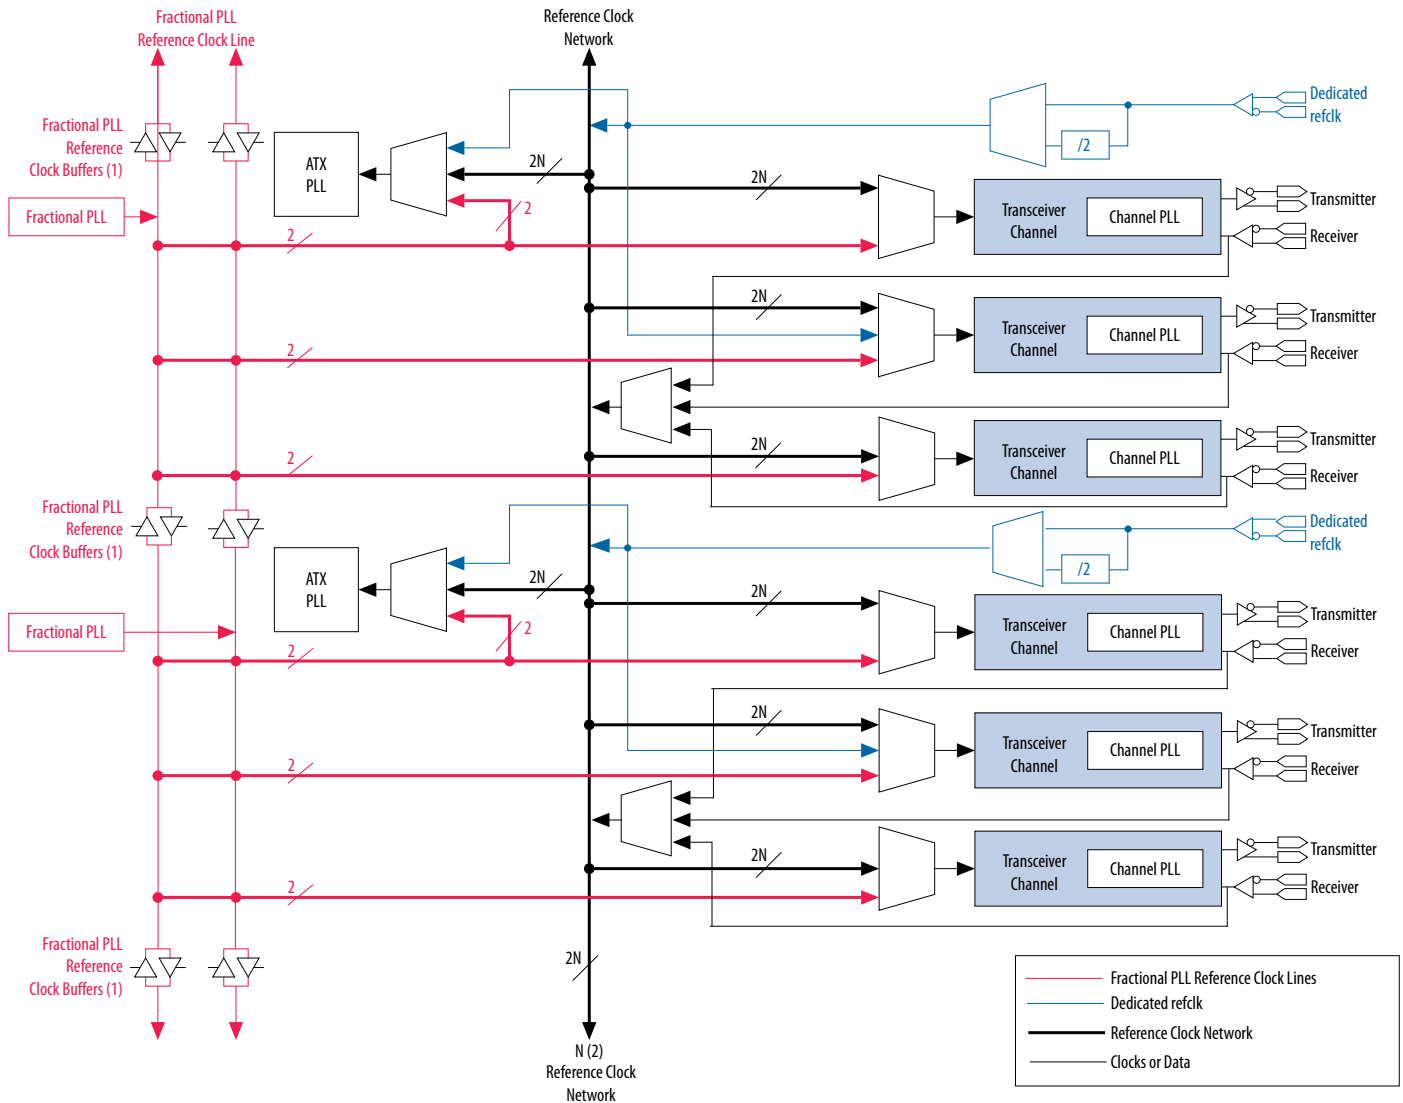 Fractional PLL
Reference Clock Line
Reference Clock
Network
Fractional PLL
Reference
Clock Buffers (1)
ATX
PLL
2N
2N
Dedicated
refclk
/2
Fractional PLL
2
2
Transceiver
Channel
Channel PLL
Transmitter
Receiver
2N
2
Transceiver
Channel
Channel PLL
Transmitter
Receiver
2N
2
Transceiver
Channel
Channel PLL
Transmitter
Receiver
Fractional PLL
Reference
Clock Buffers (1)
ATX
PLL
2N
2N
Dedicated
refclk
/2
Fractional PLL
2
2
Transceiver
Channel
Channel PLL
Transmitter
Receiver
2N
2
Transceiver
Channel
Channel PLL
Transmitter
Receiver
2N
2
Transceiver
Channel
Channel PLL
Transmitter
Receiver
Fractional PLL
Reference
Clock Buffers (1)
2N
N (2)
Reference Clock
Network
Fractional PLL Reference Clock Lines
Dedicated refclk
Reference Clock Network
Clocks or Data